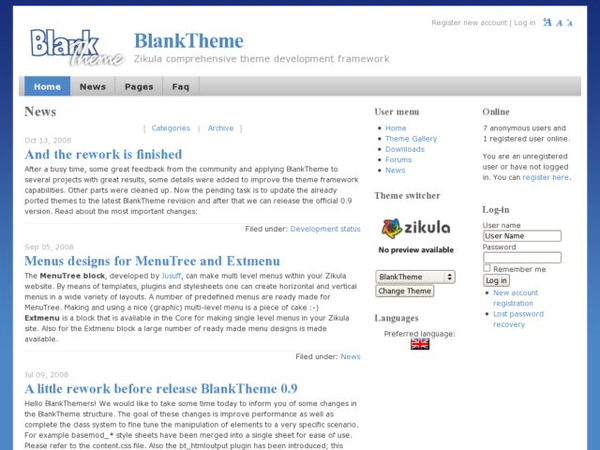 Register new account | Log in A A A
Blank Theme
BlankTheme
Zikula comprehensive theme development framework
Home News Pages Faq
News
[ Categories | Archive ]
Oct 13, 2008
And the rework is finished
After a busy time, some great feedback from the community and applying BlankTheme to
several projects with great results, some details were added to improve the theme framework
capabilities. Other parts were cleaned up. Now the pending task is to update the already
ported themes to the latest BlankTheme revision and after that we can release the official 0.9
version. Read about the most important changes:
Filed under: Development status
Sep 05, 2008
Menus designs for MenuTree and Extmenu
The MenuTree block, developed by Jusuff, can make multi level menus within your Zikula
website. By means of templates, plugins and stylesheets one can create horizontal and vertical
menus in a wide variety of layouts. A number of predefined menus are ready made for
MenuTree. Making and using a nice (graphic) multi-level menu is a piece of cake :-)
Extmenu is a block that is available in the Core for making single level menus in your Zikula
site. Also for the Extmenu block a large number of ready made menu designs is made
available.
Filed under: News
Jul 09, 2008
A little rework before release BlankTheme 0.9
Hello BlankThemers! We would like to take some time today to inform you of some changes in
the BlankTheme structure. The goal of these changes is improve performance as well as
complete the class system to fine tune the manipulation of elements to a very specific scenario.
For example basemod_* style sheets have been merged into a single sheet for ease of use.
Please refer to the content.css file. Also the bt_htmloutput plugin has been introduced; this
User menu
Home
Theme Gallery
Downloads
Forums
News
Theme switcher
zikula
No preview available
BlankTheme
Change Theme
Languages
Preferred language:
Online
7 anonymous users and
1 registered user online.
You are an unregistered
user or have not logged
in. You can register here.
Log-in
User name
User Name
Password
Remember me
Log in
New account
registration
Lost password
recovery